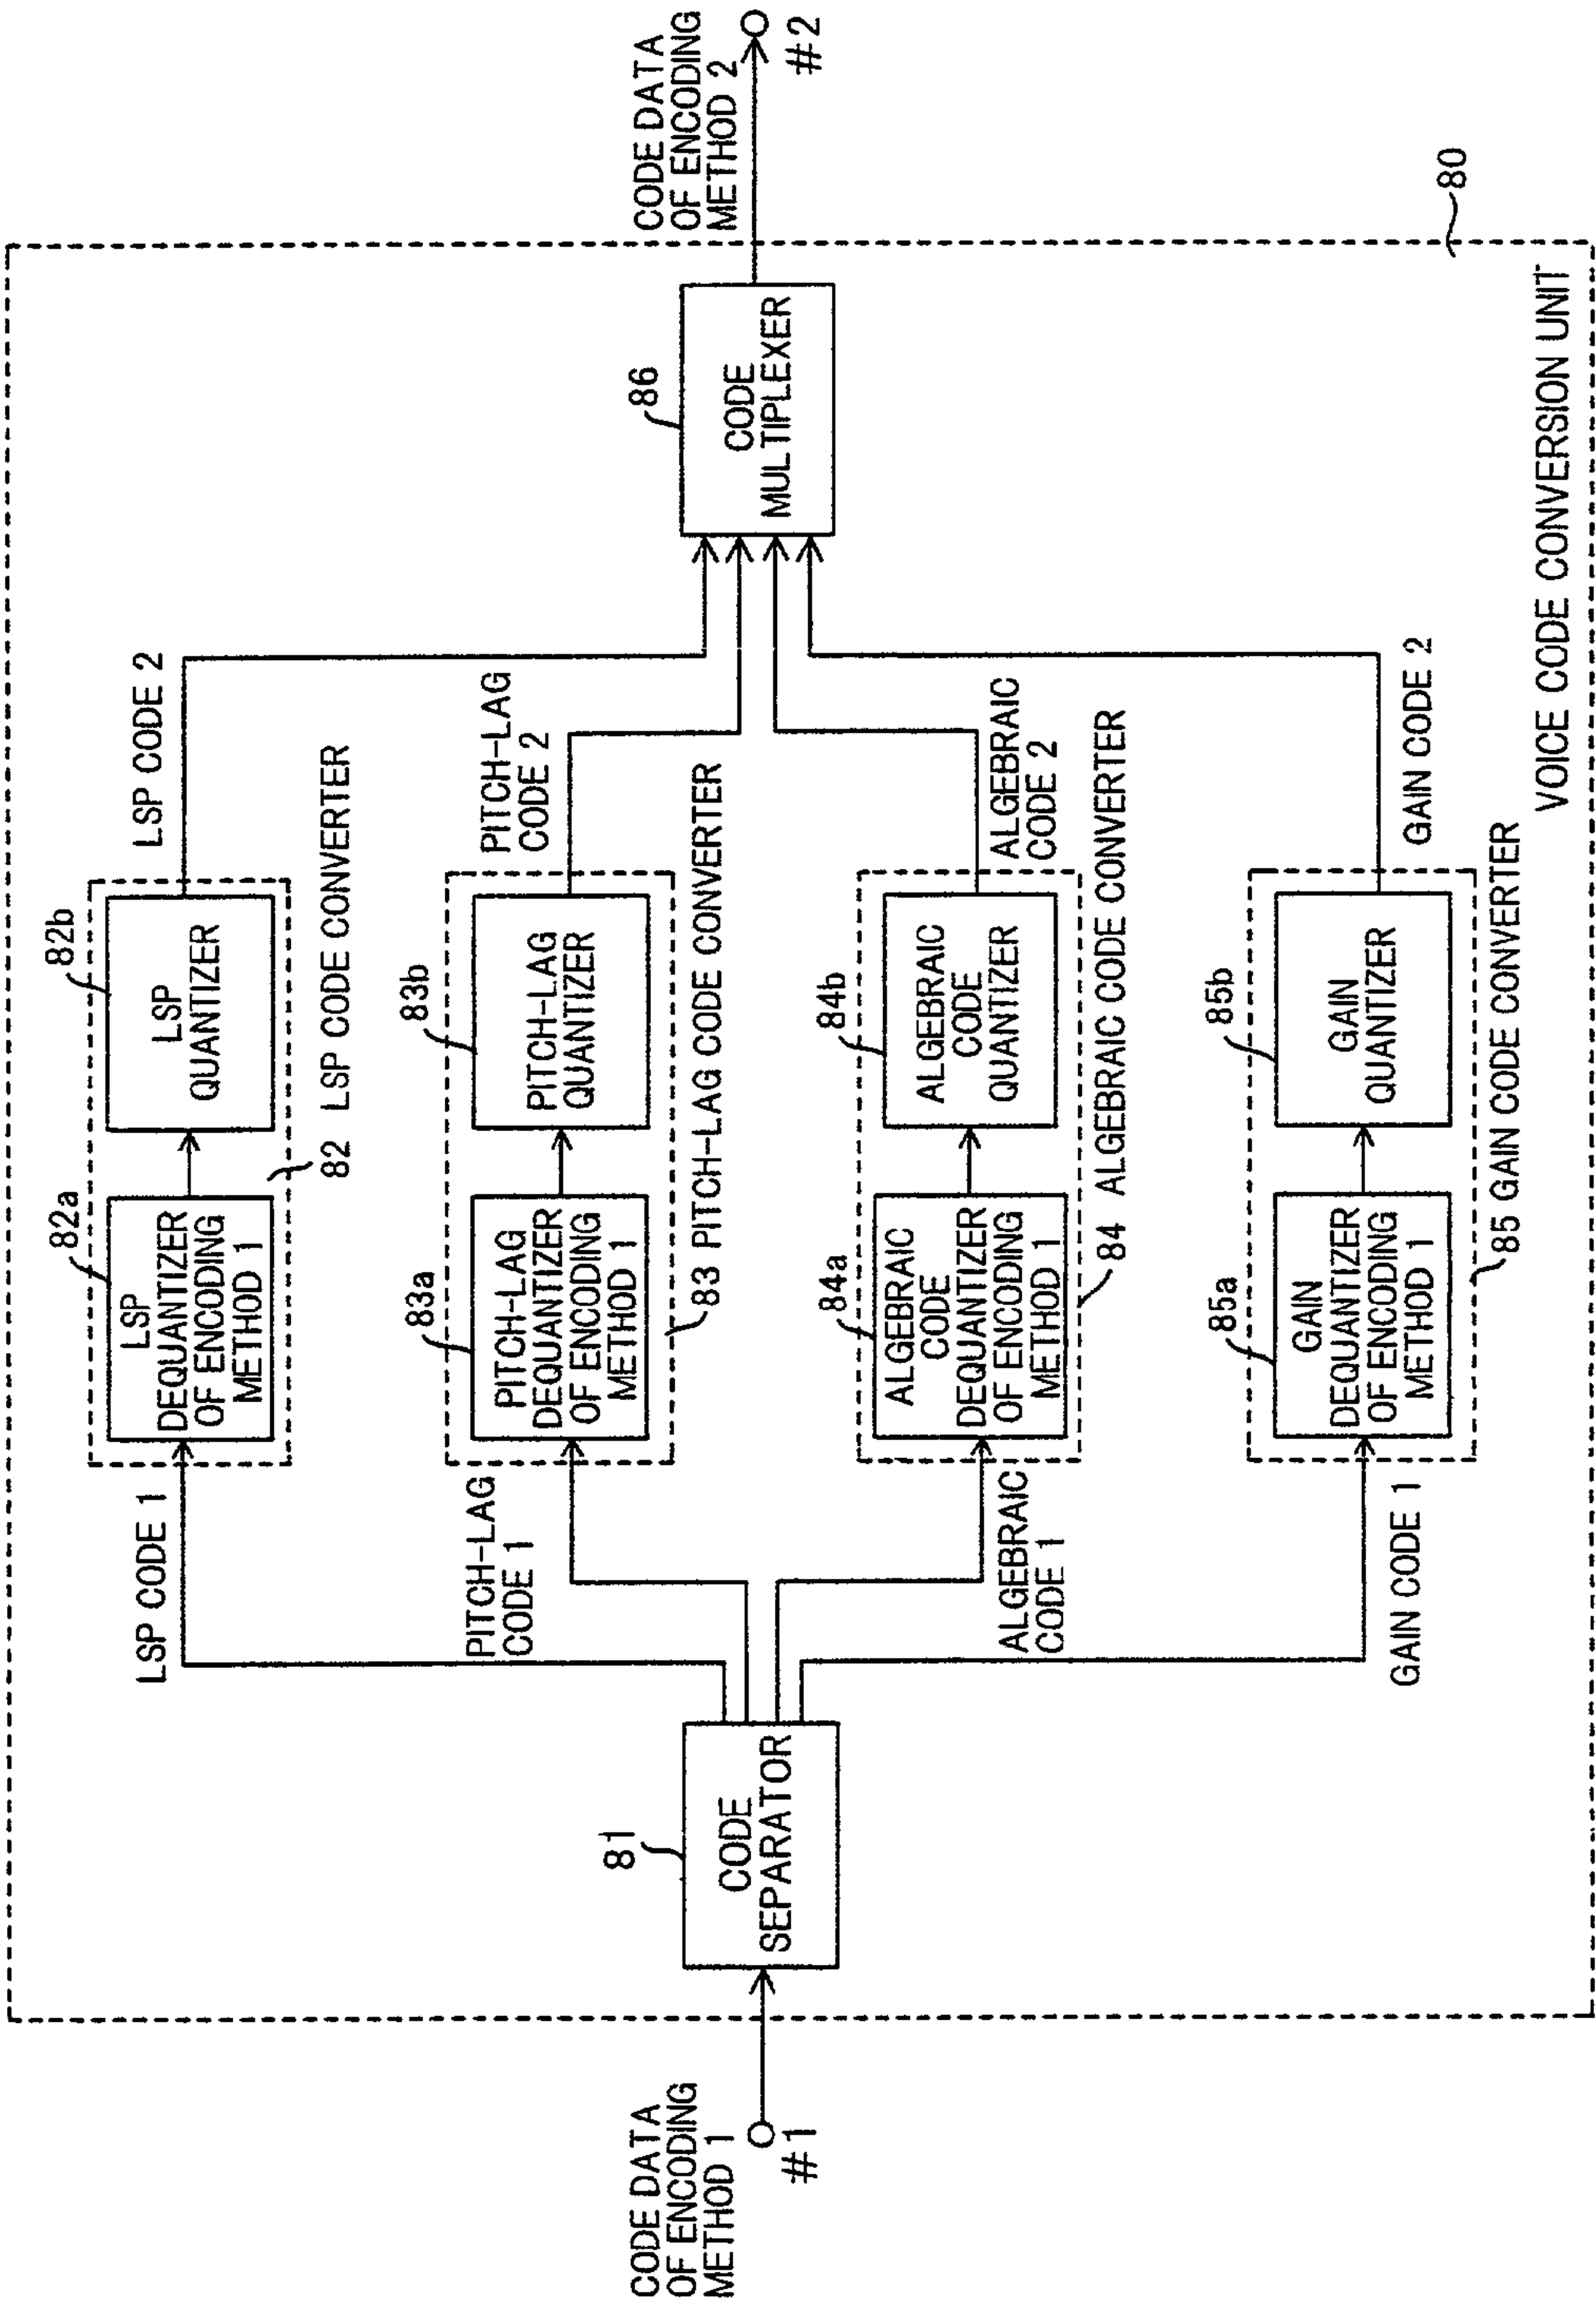 CODE DATA
OF ENCODING
METHOD 1
#1
81
CODE
SEPARATOR
LSP CODE 1
PITCH-LAG
CODE 1
ALGEBRAIC
CODE 1
GAIN CODE 1
82a
LSP
DEQUANTIZER
OF ENCODING
METHOD 1
82b
LSP
QUANTIZER
82 LSP CODE CONVERTER
83a
PITCH-LAG
DEQUANTIZER
OF ENCODING
METHOD 1
83b
PITCH-LAG
QUANTIZER
83 PITCH-LAG CODE CONVERTER
84a
ALGEBRAIC
CODE
DEQUANTIZER
OF ENCODING
METHOD 1
84b
ALGEBRAIC
CODE
QUANTIZER
84 ALGEBRAIC CODE CONVERTER
85a
GAIN
DEQUANTIZER
OF ENCODING
METHOD 1
85b
GAIN
QUANTIZER
85 GAIN CODE CONVERTER
LSP CODE 2
PITCH-LAG
CODE 2
ALGEBRAIC
CODE 2
GAIN CODE 2
86
CODE
MULTIPLEXER
CODE DATA
OF ENCODING
METHOD 2
#2
80
VOICE CODE CONVERSION UNIT